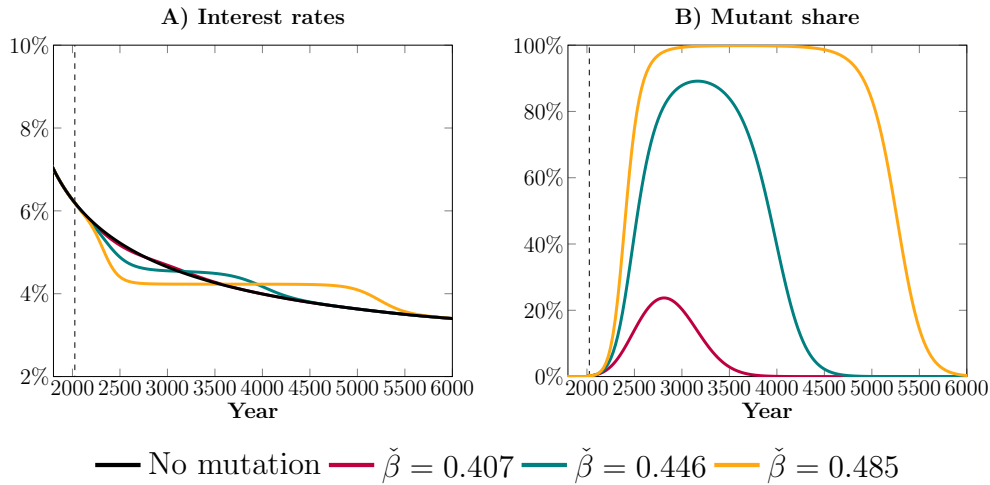 A) Interest rates
10%
8%
6%
4%
2%
2000 2500 3000 3500 4000 4500 5000 5500 6000
Year
B) Mutant share
100%
80%
60%
40%
20%
0%
2000 2500 3000 3500 4000 4500 5000 5500 6000
Year
No mutation β̌ = 0.407 β̌ = 0.446 β̌ = 0.485